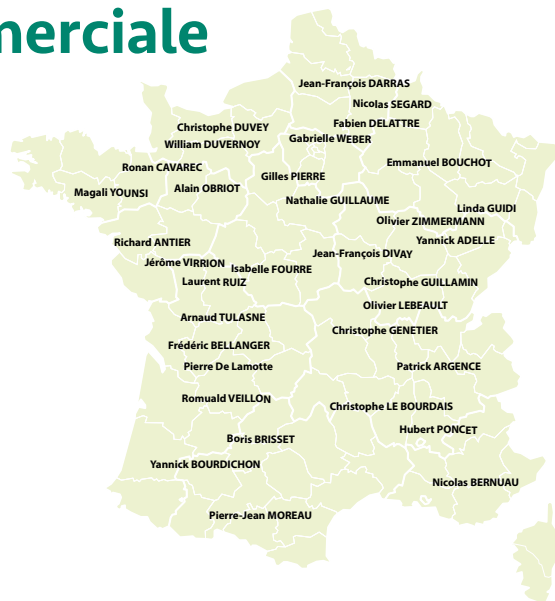 merciale
Jean-François DARRAS
Nicolas SEGARD
Fabien DELATTRE
Christophe DUVEY
Gabrielle WEBER
William DUVERNOY
Emmanuel BOUCHOT
Ronan CAVAREC
Gilles PIERRE
Alain OBRIOT
Magali YOUNSI
Nathalie GUILLAUME
Linda GUIDI
Olivier ZIMMERMANN
Richard ANTIER
Yannick ADELLE
Jean-François DIVAY
Jérôme VIRRION
Isabelle FOURRE
Laurent RUIZ
Christophe GUILLAMIN
Olivier LEBEAULT
Arnaud TULASNE
Christophe GENETIER
Frédéric BELLANGER
Pierre De Lamotte
Patrick ARGENCE
Romuald VEILLON
Christophe LE BOURDAIS
Hubert PONCET
Boris BRISSET
Yannick BOURDICHON
Nicolas BERNUAU
Pierre-Jean MOREAU